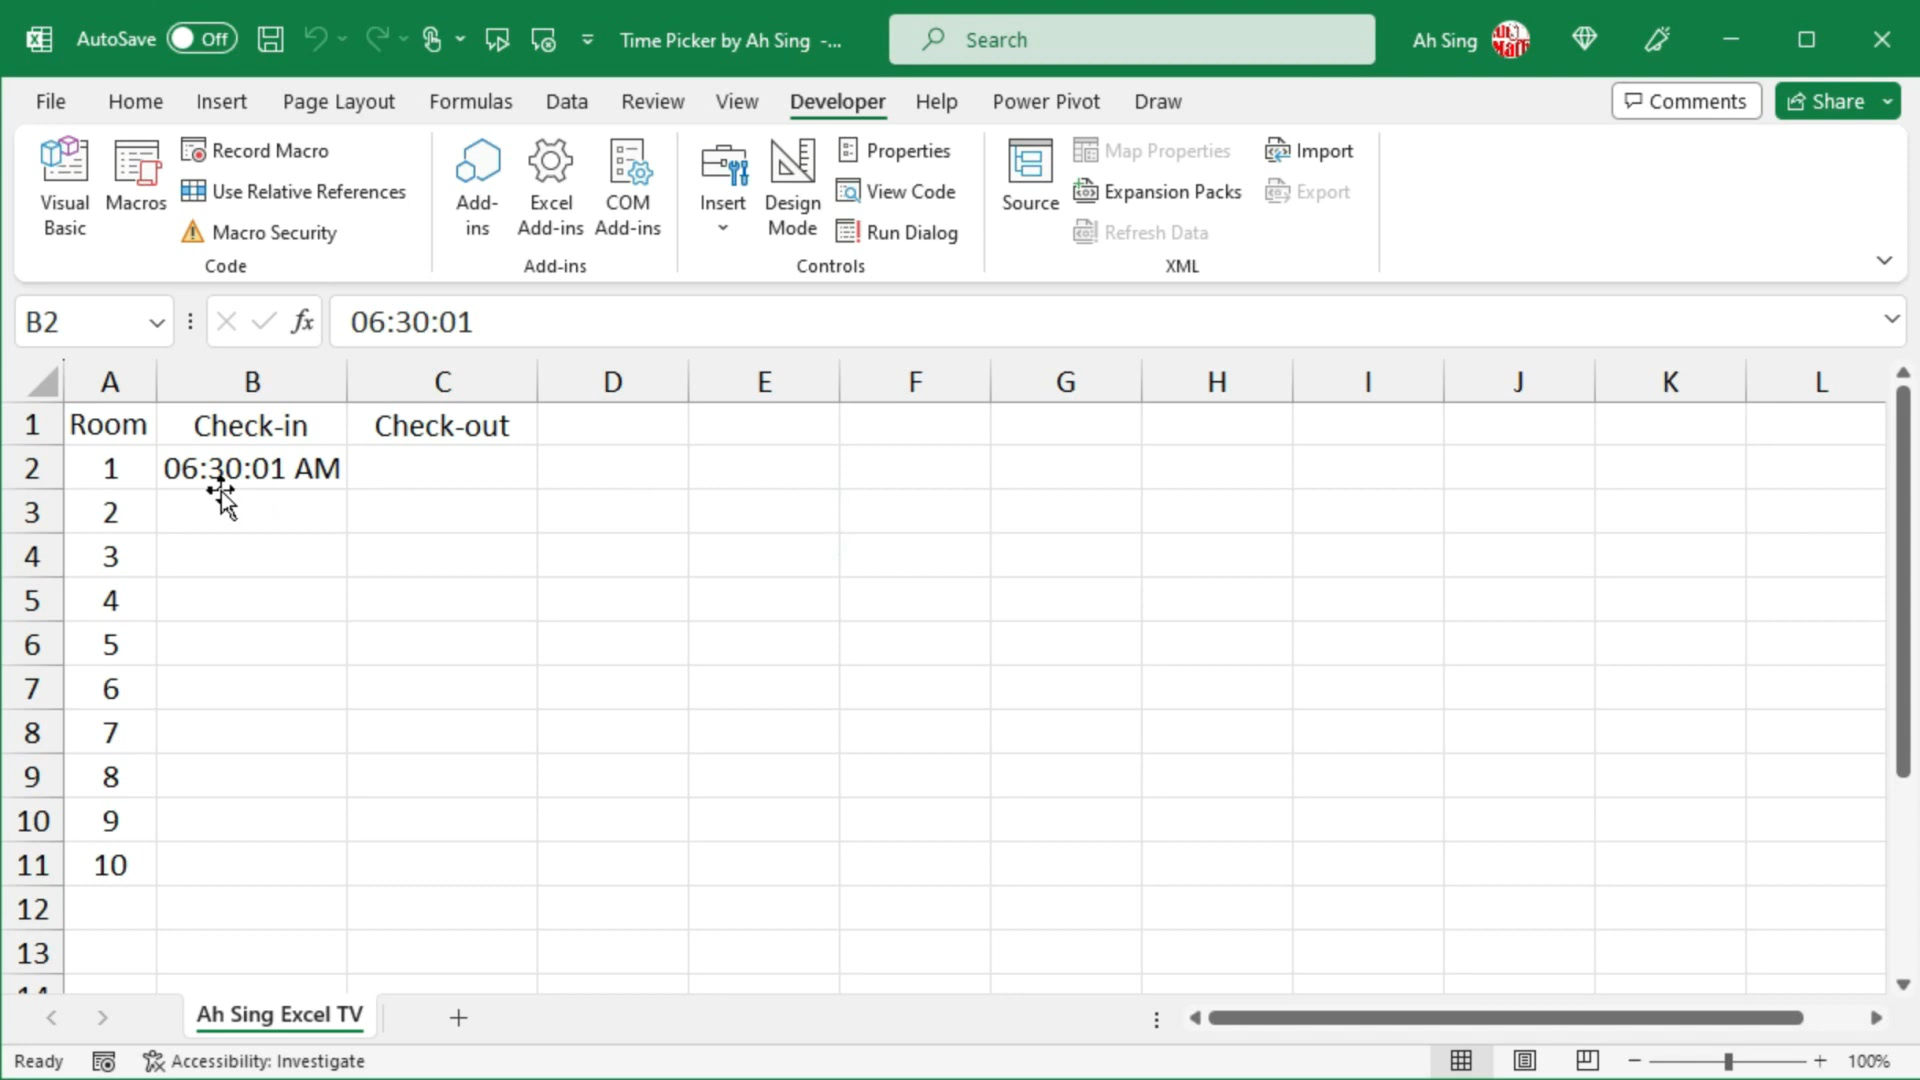 AutoSave Off Time Picker by Ah Sing -... Search Ah Sing
File Home Insert Page Layout Formulas Data Review View Developer Help Power Pivot Draw Comments Share
Visual Basic
Macros
Record Macro
Use Relative References
Macro Security
Code
Add-ins
Excel Add-ins
COM Add-ins
Add-ins
Insert
Design Mode
Properties
View Code
Run Dialog
Controls
Source
Map Properties
Expansion Packs
Refresh Data
Import
Export
XML
B2 fx 06:30:01
A B C D E F G H I J K L
1 Room Check-in Check-out
2 1 06:30:01 AM
3 2
4 3
5 4
6 5
7 6
8 7
9 8
10 9
11 10
12
13
14
Ah Sing Excel TV
Ready Accessibility: Investigate 100%